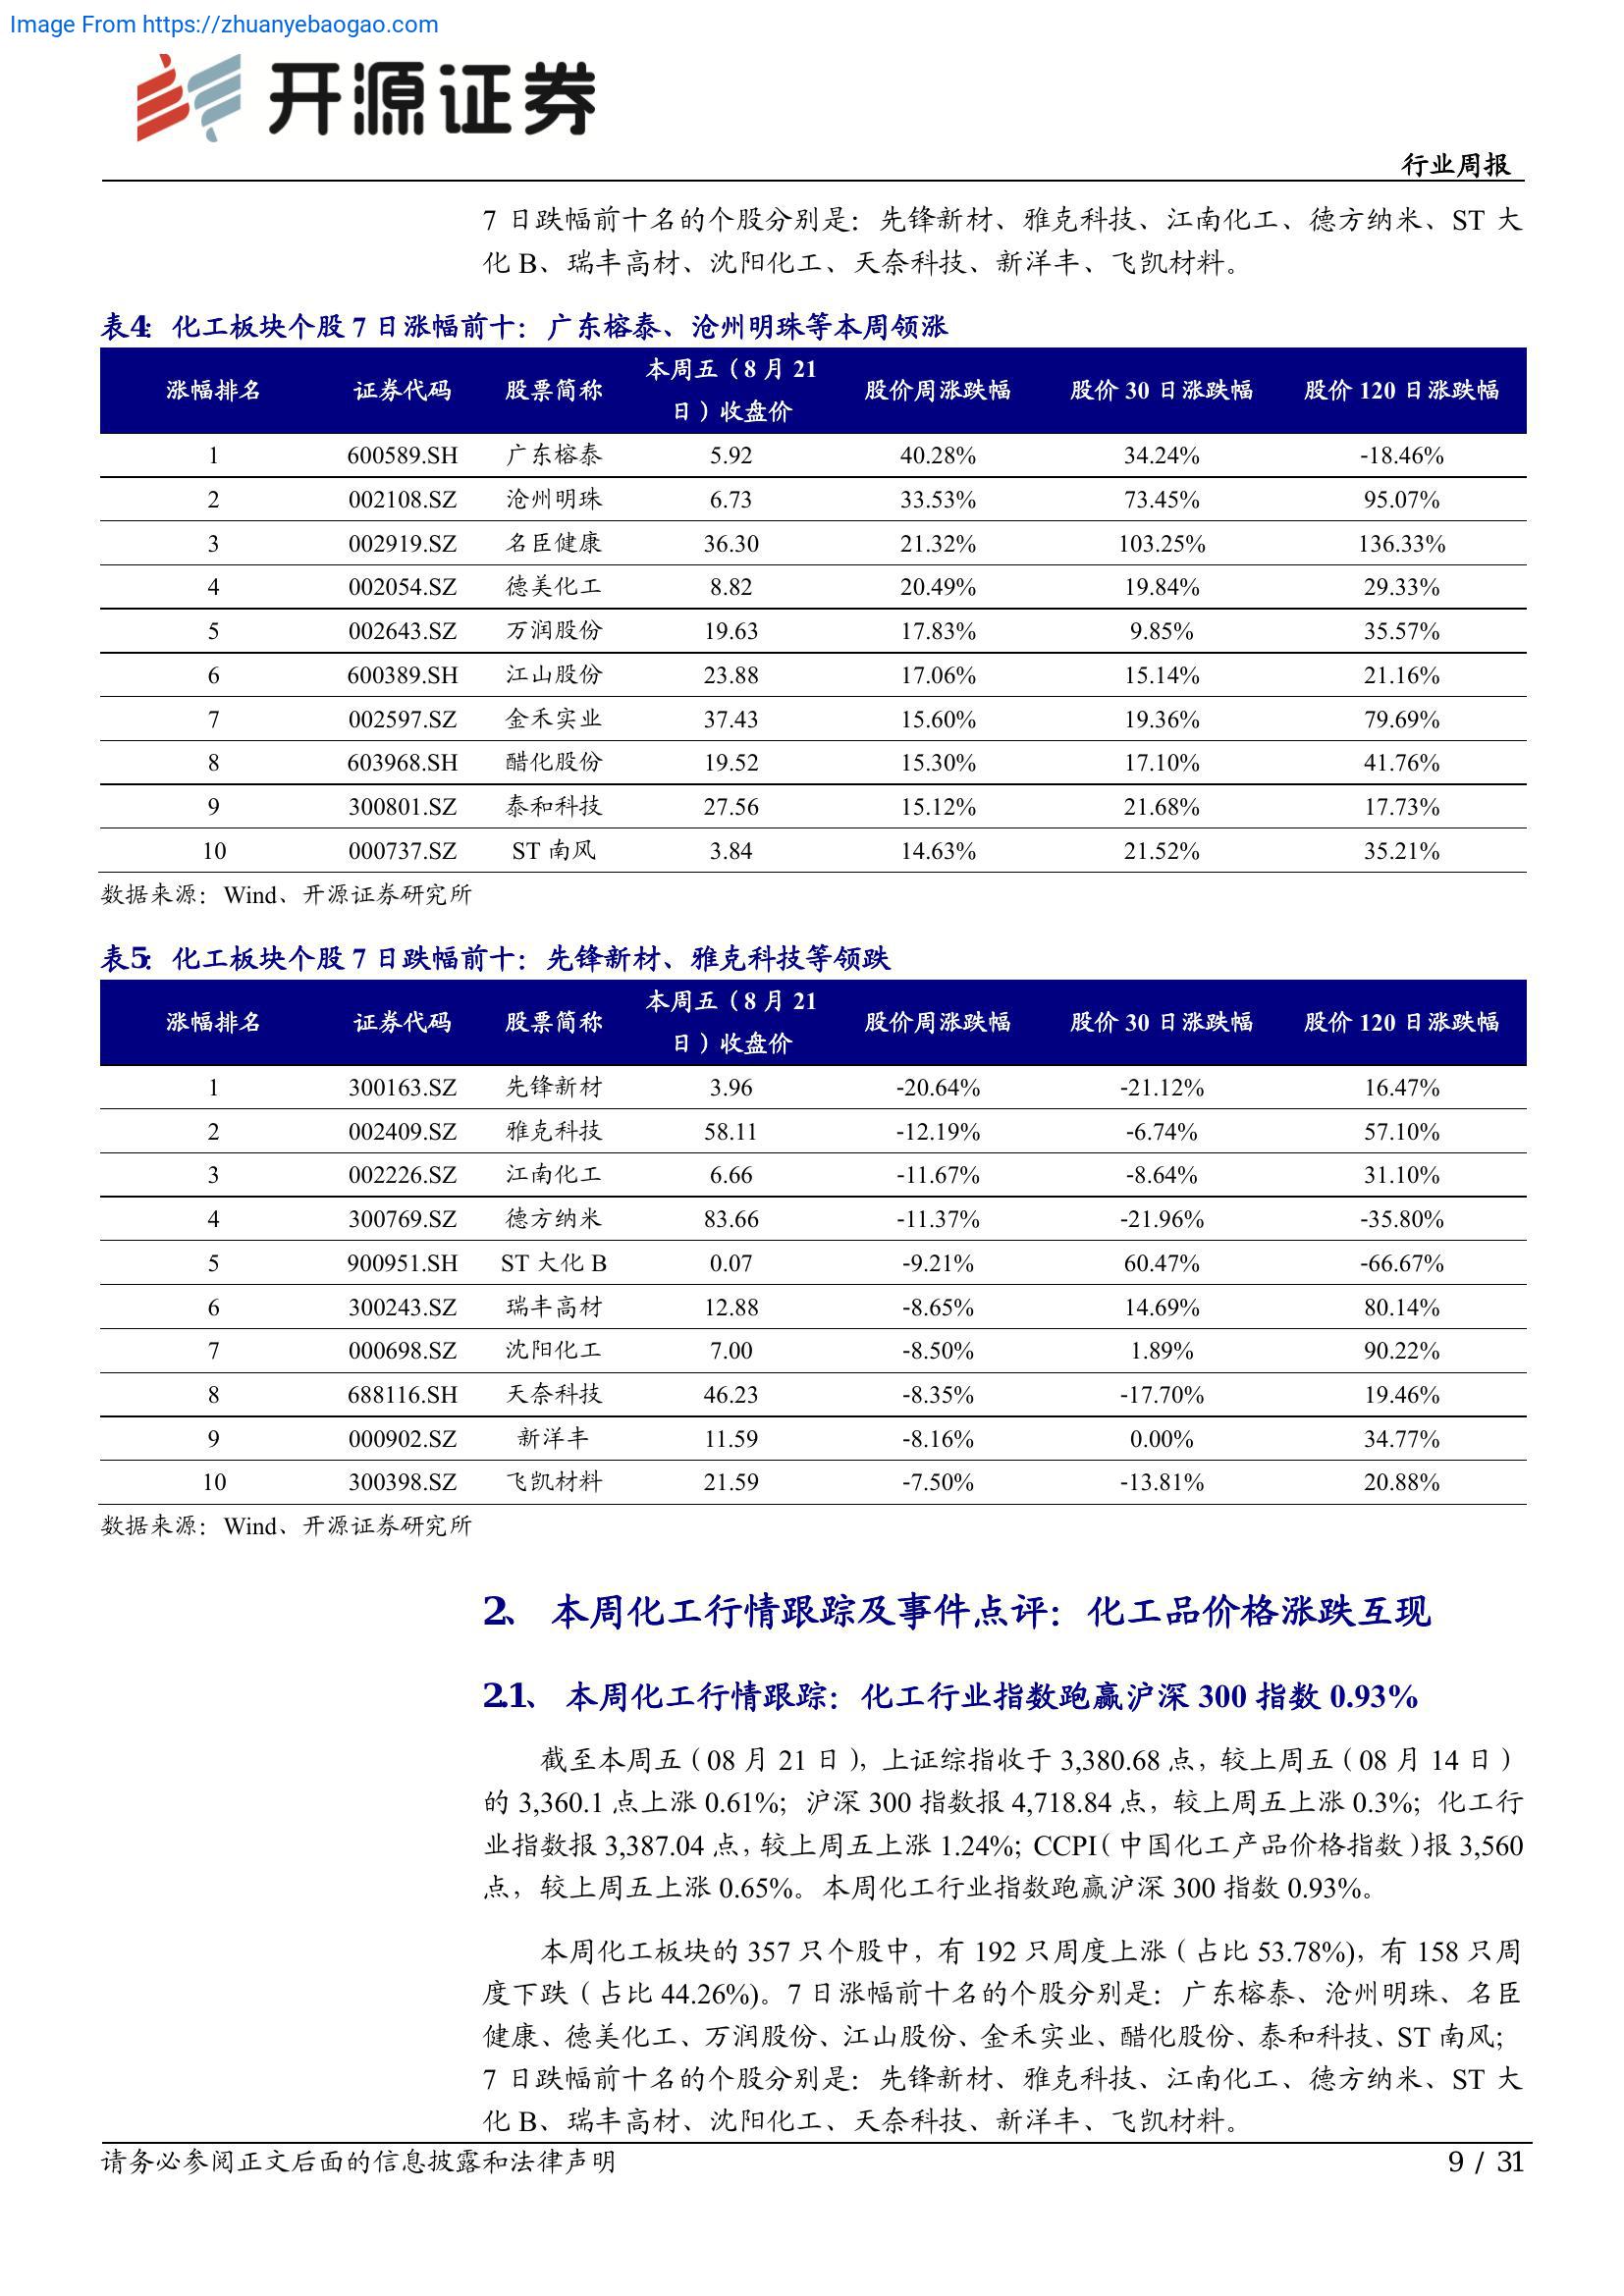 Image From https://zhuanyebaogao.com
开源证券
行业周报
7 日跌幅前十名的个股分别是：先锋新材、雅克科技、江南化工、德方纳米、ST 大
化 B、瑞丰高材、沈阳化工、天奈科技、新洋丰、飞凯材料。
表4：化工板块个股 7 日涨幅前十：广东榕泰、沧州明珠等本周领涨
涨幅排名 证券代码 股票简称 本周五（8 月 21 日）收盘价 股价周涨跌幅 股价 30 日涨跌幅 股价 120 日涨跌幅
1 600589.SH 广东榕泰 5.92 40.28% 34.24% -18.46%
2 002108.SZ 沧州明珠 6.73 33.53% 73.45% 95.07%
3 002919.SZ 名臣健康 36.30 21.32% 103.25% 136.33%
4 002054.SZ 德美化工 8.82 20.49% 19.84% 29.33%
5 002643.SZ 万润股份 19.63 17.83% 9.85% 35.57%
6 600389.SH 江山股份 23.88 17.06% 15.14% 21.16%
7 002597.SZ 金禾实业 37.43 15.60% 19.36% 79.69%
8 603968.SH 醋化股份 19.52 15.30% 17.10% 41.76%
9 300801.SZ 泰和科技 27.56 15.12% 21.68% 17.73%
10 000737.SZ ST 南风 3.84 14.63% 21.52% 35.21%
数据来源：Wind、开源证券研究所
表5：化工板块个股 7 日跌幅前十：先锋新材、雅克科技等领跌
涨幅排名 证券代码 股票简称 本周五（8 月 21 日）收盘价 股价周涨跌幅 股价 30 日涨跌幅 股价 120 日涨跌幅
1 300163.SZ 先锋新材 3.96 -20.64% -21.12% 16.47%
2 002409.SZ 雅克科技 58.11 -12.19% -6.74% 57.10%
3 002226.SZ 江南化工 6.66 -11.67% -8.64% 31.10%
4 300769.SZ 德方纳米 83.66 -11.37% -21.96% -35.80%
5 900951.SH ST 大化 B 0.07 -9.21% 60.47% -66.67%
6 300243.SZ 瑞丰高材 12.88 -8.65% 14.69% 80.14%
7 000698.SZ 沈阳化工 7.00 -8.50% 1.89% 90.22%
8 688116.SH 天奈科技 46.23 -8.35% -17.70% 19.46%
9 000902.SZ 新洋丰 11.59 -8.16% 0.00% 34.77%
10 300398.SZ 飞凯材料 21.59 -7.50% -13.81% 20.88%
数据来源：Wind、开源证券研究所
2、 本周化工行情跟踪及事件点评：化工品价格涨跌互现
2.1、 本周化工行情跟踪：化工行业指数跑赢沪深 300 指数 0.93%
截至本周五（08 月 21 日），上证综指收于 3,380.68 点，较上周五（08 月 14 日）
的 3,360.1 点上涨 0.61%；沪深 300 指数报 4,718.84 点，较上周五上涨 0.3%；化工行
业指数报 3,387.04 点，较上周五上涨 1.24%；CCPI（中国化工产品价格指数）报 3,560
点，较上周五上涨 0.65%。本周化工行业指数跑赢沪深 300 指数 0.93%。
本周化工板块的 357 只个股中，有 192 只周度上涨（占比 53.78%），有 158 只周
度下跌（占比 44.26%）。7 日涨幅前十名的个股分别是：广东榕泰、沧州明珠、名臣
健康、德美化工、万润股份、江山股份、金禾实业、醋化股份、泰和科技、ST 南风；
7 日跌幅前十名的个股分别是：先锋新材、雅克科技、江南化工、德方纳米、ST 大
化 B、瑞丰高材、沈阳化工、天奈科技、新洋丰、飞凯材料。
请务必参阅正文后面的信息披露和法律声明
9 / 31